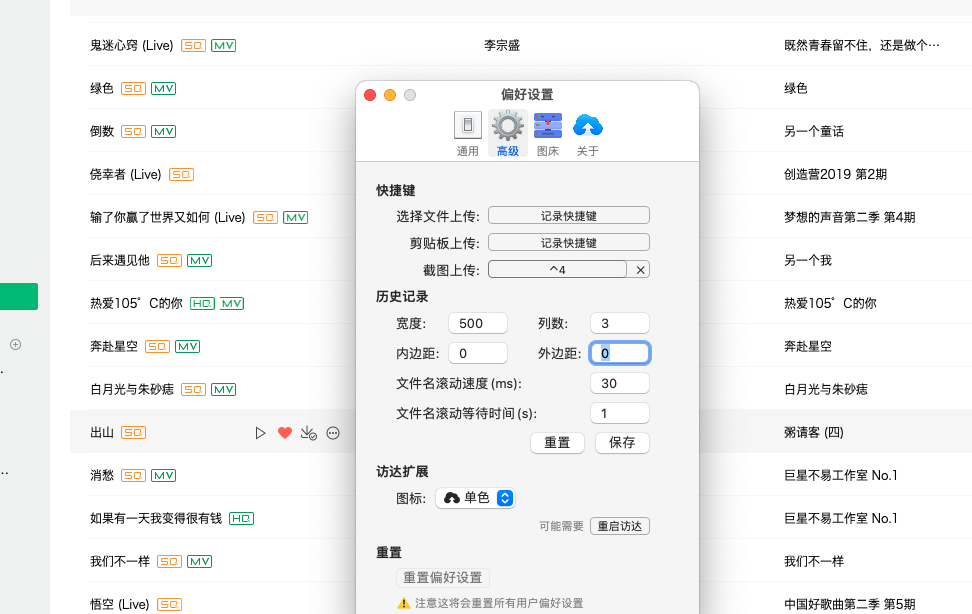 鬼迷心窍 (Live) SQ MV 李宗盛 既然青春留不住，还是做个…
绿色 SQ MV 绿色
倒数 SQ MV 另一个童话
侥幸者 (Live) SQ 创造营2019 第2期
输了你赢了世界又如何 (Live) SQ MV 梦想的声音第二季 第4期
后来遇见他 SQ MV 另一个我
热爱105°C的你 HQ MV 热爱105°C的你
奔赴星空 SQ MV 奔赴星空
白月光与朱砂痣 SQ MV 白月光与朱砂痣
出山 SQ 粥请客 (四)
消愁 SQ MV 巨星不易工作室 No.1
如果有一天我变得很有钱 HQ 巨星不易工作室 No.1
我们不一样 SQ MV 我们不一样
悟空 (Live) SQ 中国好歌曲第二季 第5期
偏好设置
通用 高级 图床 关于
快捷键
选择文件上传: 记录快捷键
剪贴板上传: 记录快捷键
截图上传: ^4 ×
历史记录
宽度: 500 列数: 3
内边距: 0 外边距: 0
文件名滚动速度(ms): 30
文件名滚动等待时间(s): 1
重置 保存
访达扩展
图标: 单色
可能需要 重启访达
重置
重置偏好设置
注意这将会重置所有用户偏好设置